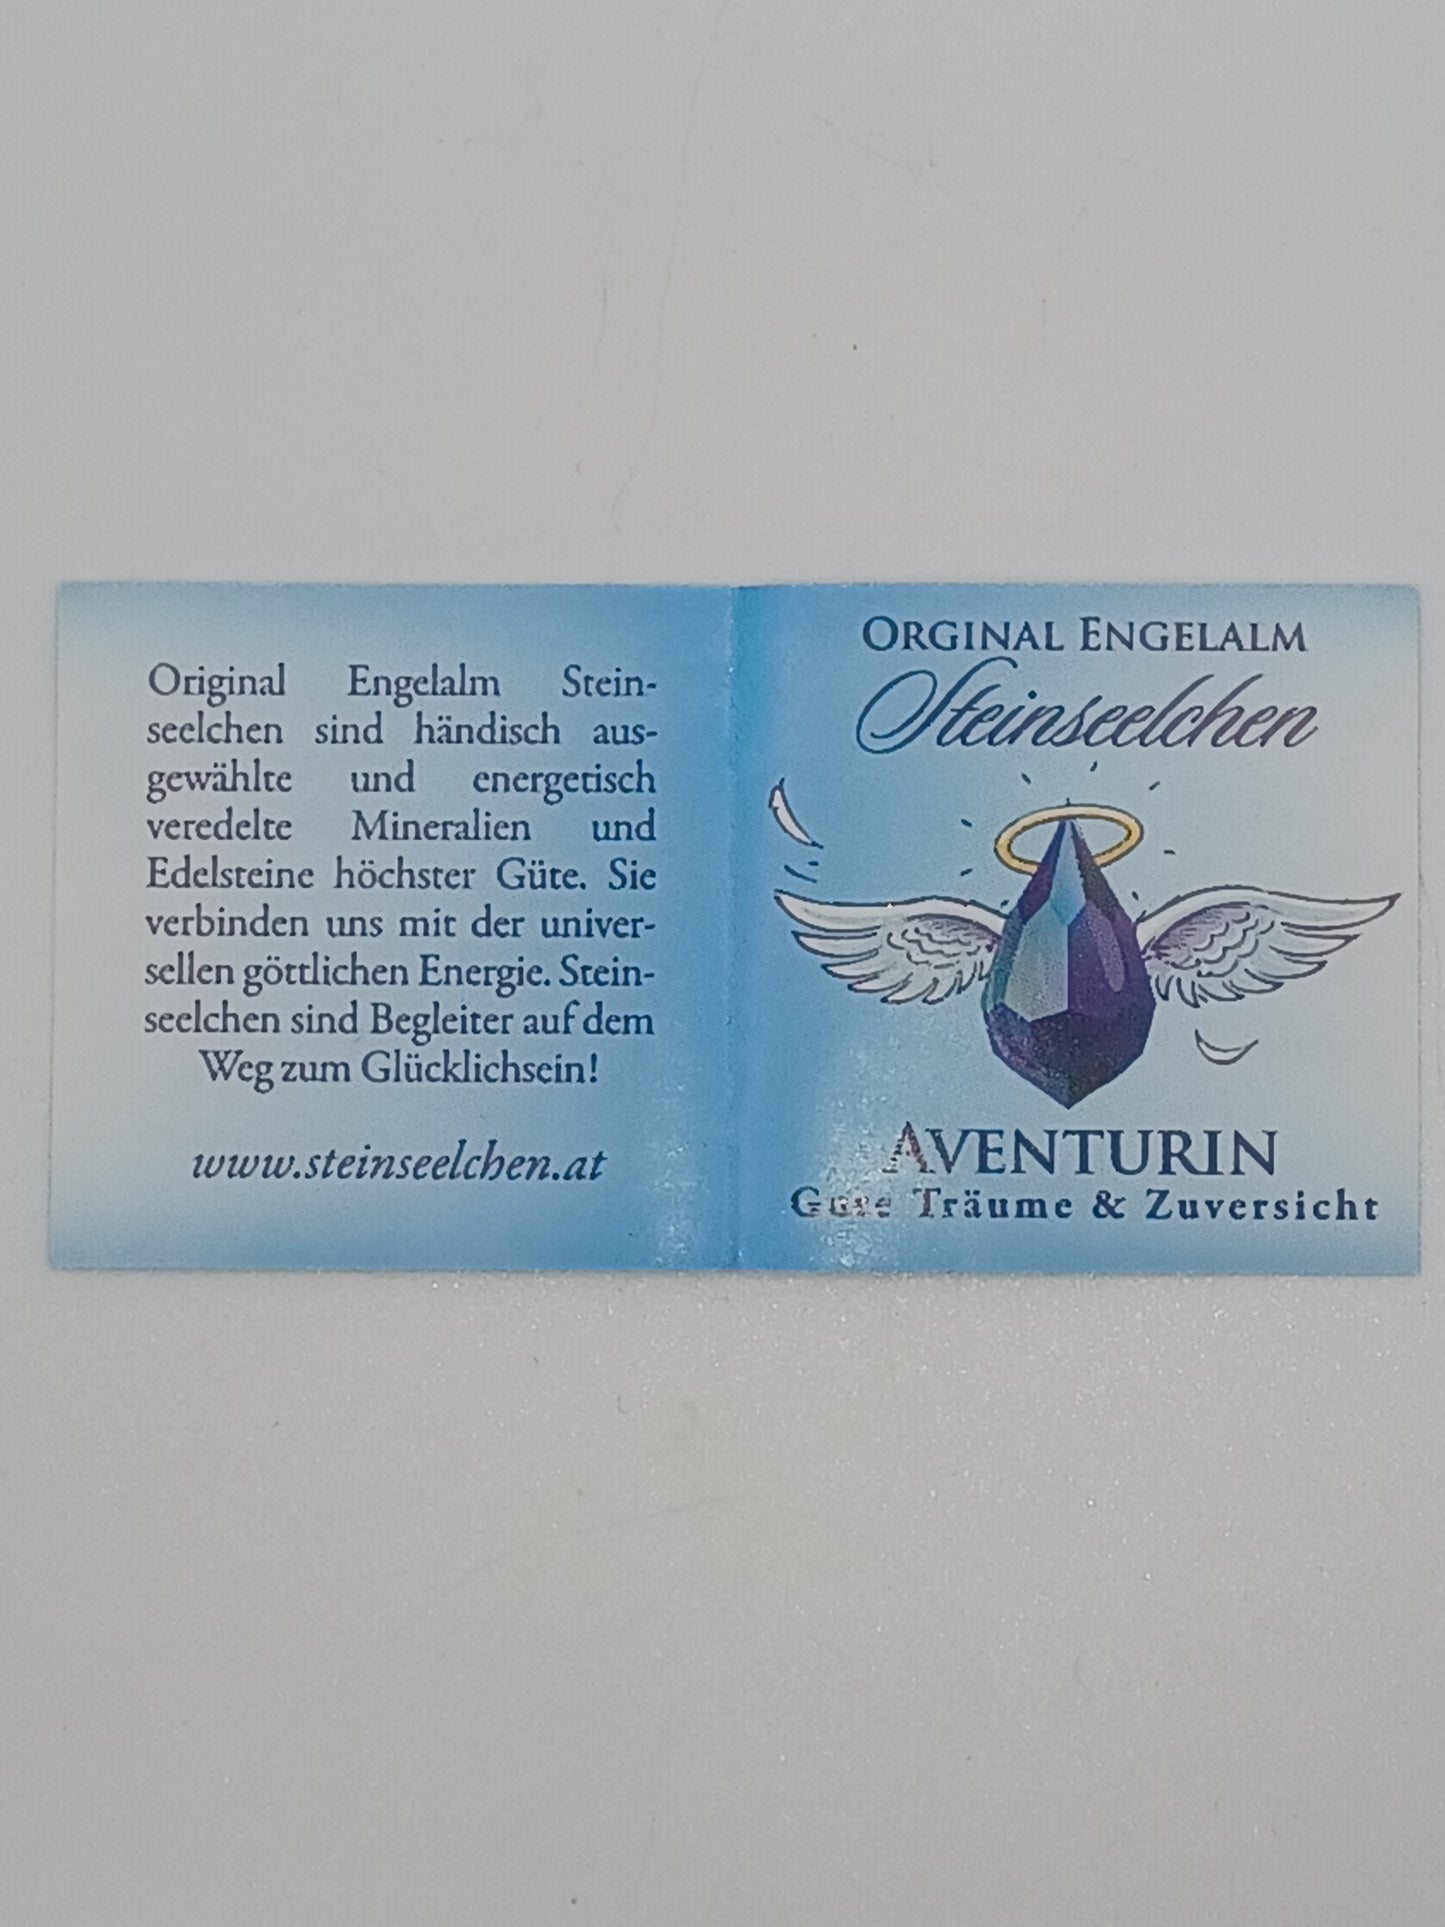 Original Engelalm Stein-
seelchen sind händisch aus-
gewählte und energetisch
veredelte Mineralien und
Edelsteine höchster Güte. Sie
verbinden uns mit der univer-
sellen göttlichen Energie. Stein-
seelchen sind Begleiter auf dem
Weg zum Glücklichsein!
www.steinseelchen.at
ORGINAL ENGELALM
Steinseelchen
AVENTURIN
Gute Träume & Zuversicht